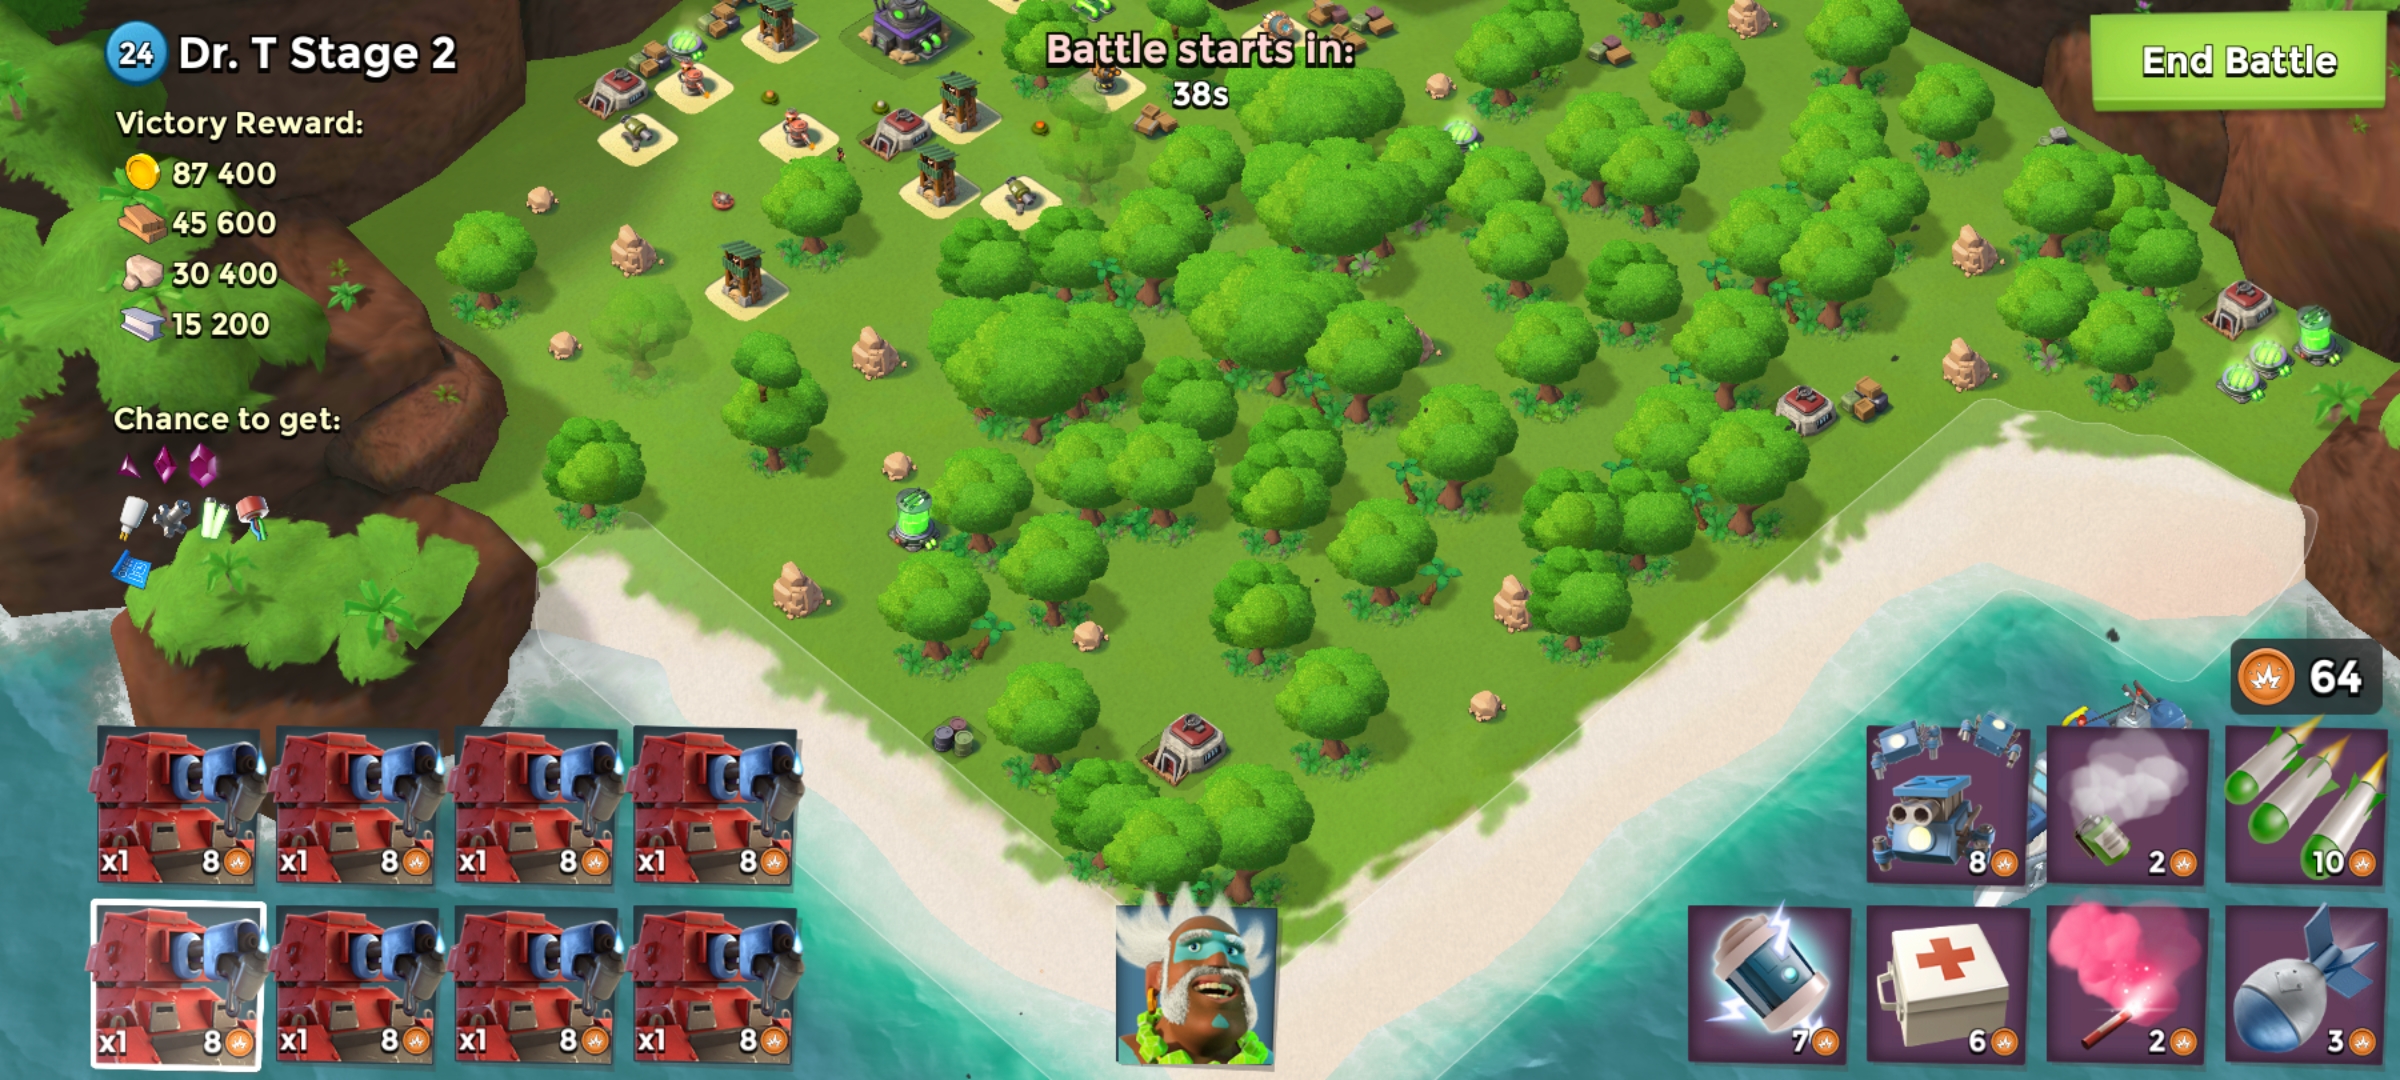 24 Dr. T Stage 2
Battle starts in:
38s
End Battle
Victory Reward:
87 400
45 600
30 400
15 200
Chance to get:
64
x1 8
x1 8
x1 8
x1 8
8
2
10
x1 8
x1 8
x1 8
x1 8
7
6
2
3